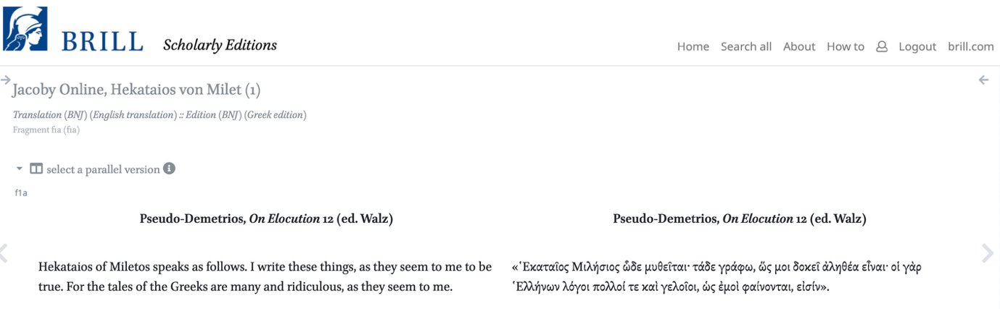 BRILL Scholarly Editions
Home Search all About How to Logout brill.com
Jacoby Online, Hekataios von Milet (1)
Translation (BNJ) (English translation) :: Edition (BNJ) (Greek edition)
Fragment f1a (f1a)
select a parallel version
f1a
Pseudo-Demetrios, On Elocution 12 (ed. Walz)
Hekataios of Miletos speaks as follows. I write these things, as they seem to me to be
true. For the tales of the Greeks are many and ridiculous, as they seem to me.
Pseudo-Demetrios, On Elocution 12 (ed. Walz)
«Ἑκαταῖος Μιλήσιος ὧδε μυθεῖται· τάδε γράφω, ὥς μοι δοκεῖ ἀληθέα εἶναι· οἱ γὰρ
Ἑλλήνων λόγοι πολλοί τε καὶ γελοῖοι, ὡς ἐμοὶ φαίνονται, εἰσίν».